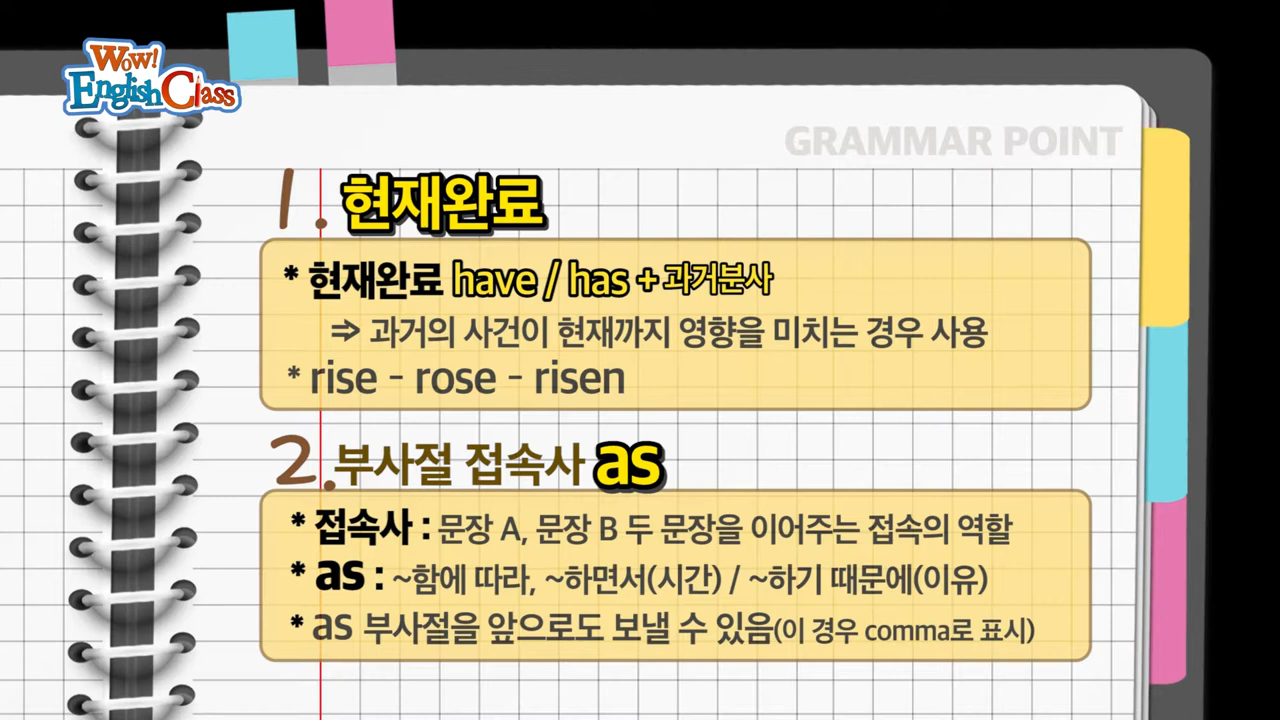 Wow!
English Class
GRAMMAR POINT
1. 현재완료
* 현재완료 have / has + 과거분사
⇒ 과거의 사건이 현재까지 영향을 미치는 경우 사용
* rise - rose - risen
2. 부사절 접속사 as
* 접속사 : 문장 A, 문장 B 두 문장을 이어주는 접속의 역할
* as : ~함에 따라, ~하면서(시간) / ~하기 때문에(이유)
* as 부사절을 앞으로도 보낼 수 있음(이 경우 comma로 표시)